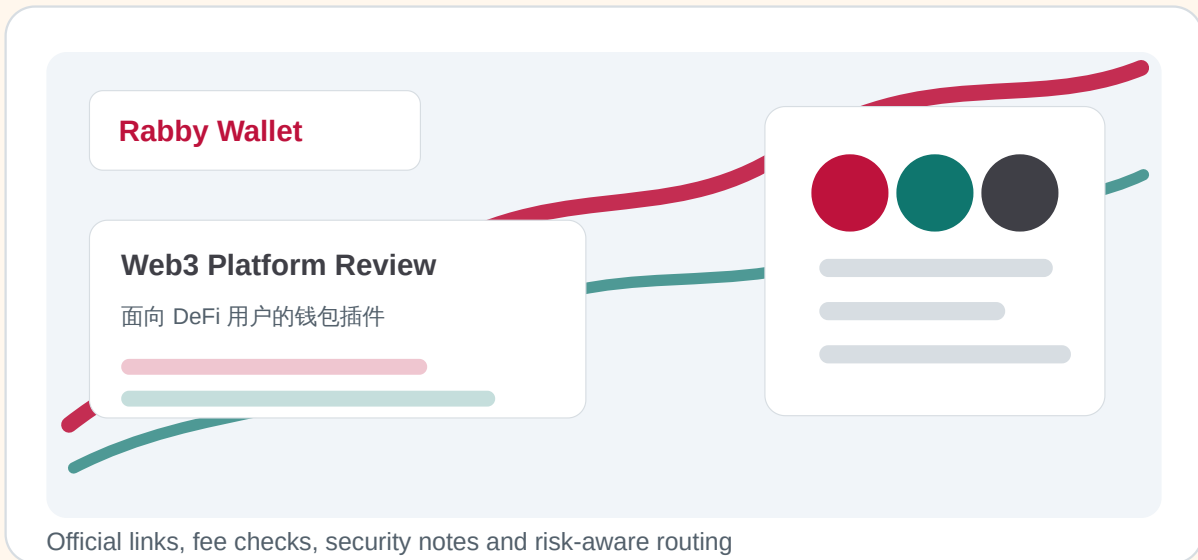 Rabby Wallet
Web3 Platform Review
面向 DeFi 用户的钱包插件
Official links, fee checks, security notes and risk-aware routing